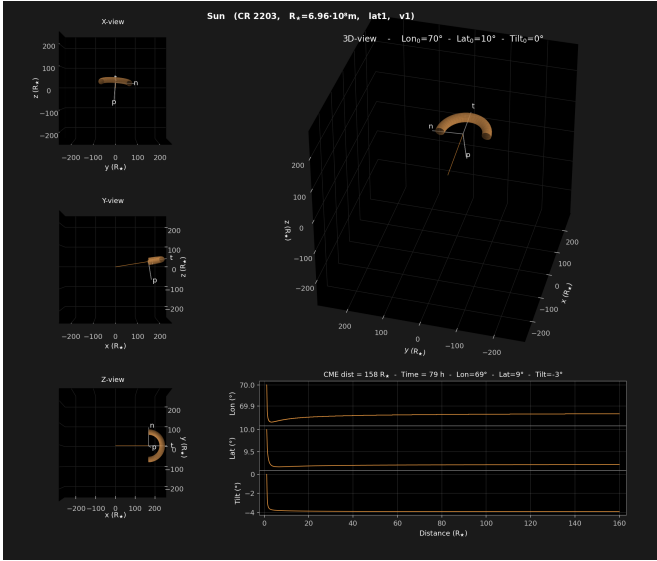 Sun (CR 2203, R★=6.96·10⁸m, lat1, v1)
X-view
200
100
0
−100
−200
z (R★)
n
p
−200 −100 0 100 200
y (R★)
Y-view
200
100
0
−100
−200
z (R★)
t
p
−200 −100 0 100 200
x (R★)
Z-view
200
100
0
−100
−200
y (R★)
n
t
p
−200 −100 0 100 200
x (R★)
3D-view - Lon₀=70° - Lat₀=10° - Tilt₀=0°
t
n
p
200
100
0
−100
−200
z (R★)
200 100 0 −100 −200
y (R★)
200
100
0
−100
−200
x (R★)
CME dist = 158 R★ - Time = 79 h - Lon=69° - Lat=9° - Tilt=-3°
70.0
69.9
Lon (°)
10.0
9.5
Lat (°)
0
−2
−4
Tilt (°)
0 20 40 60 80 100 120 140 160
Distance (R★)